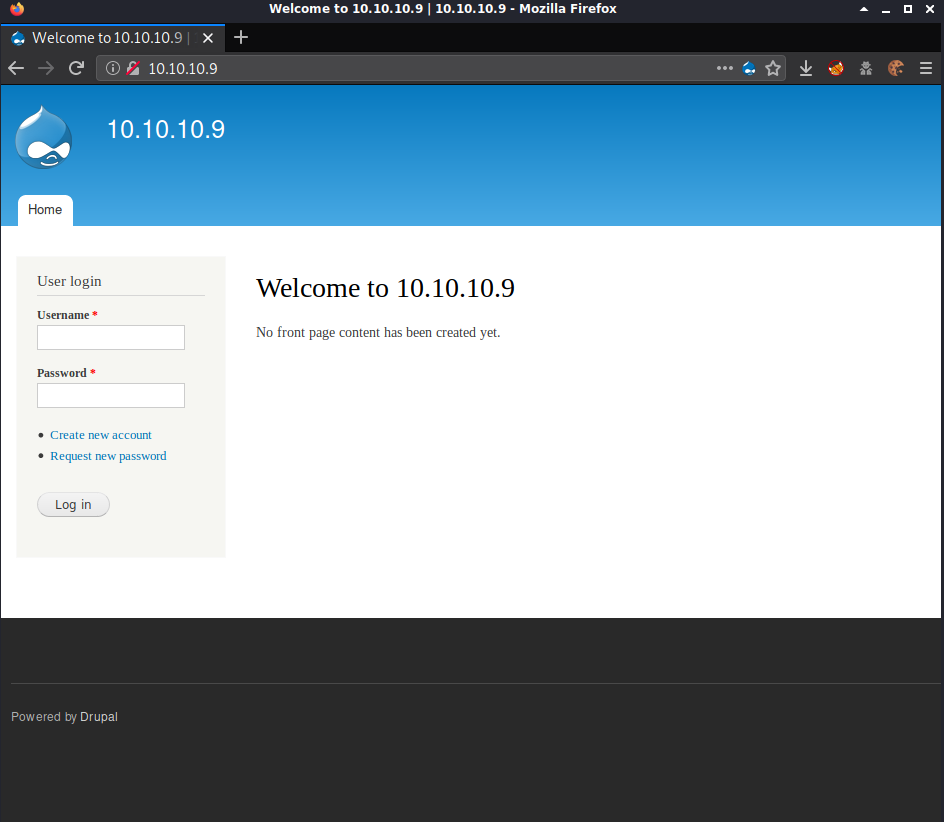 Welcome to 10.10.10.9 | 10.10.10.9 - Mozilla Firefox
Welcome to 10.10.10.9 |
10.10.10.9
10.10.10.9
Home
User login
Username *
Password *
Create new account
Request new password
Log in
Welcome to 10.10.10.9
No front page content has been created yet.
Powered by Drupal